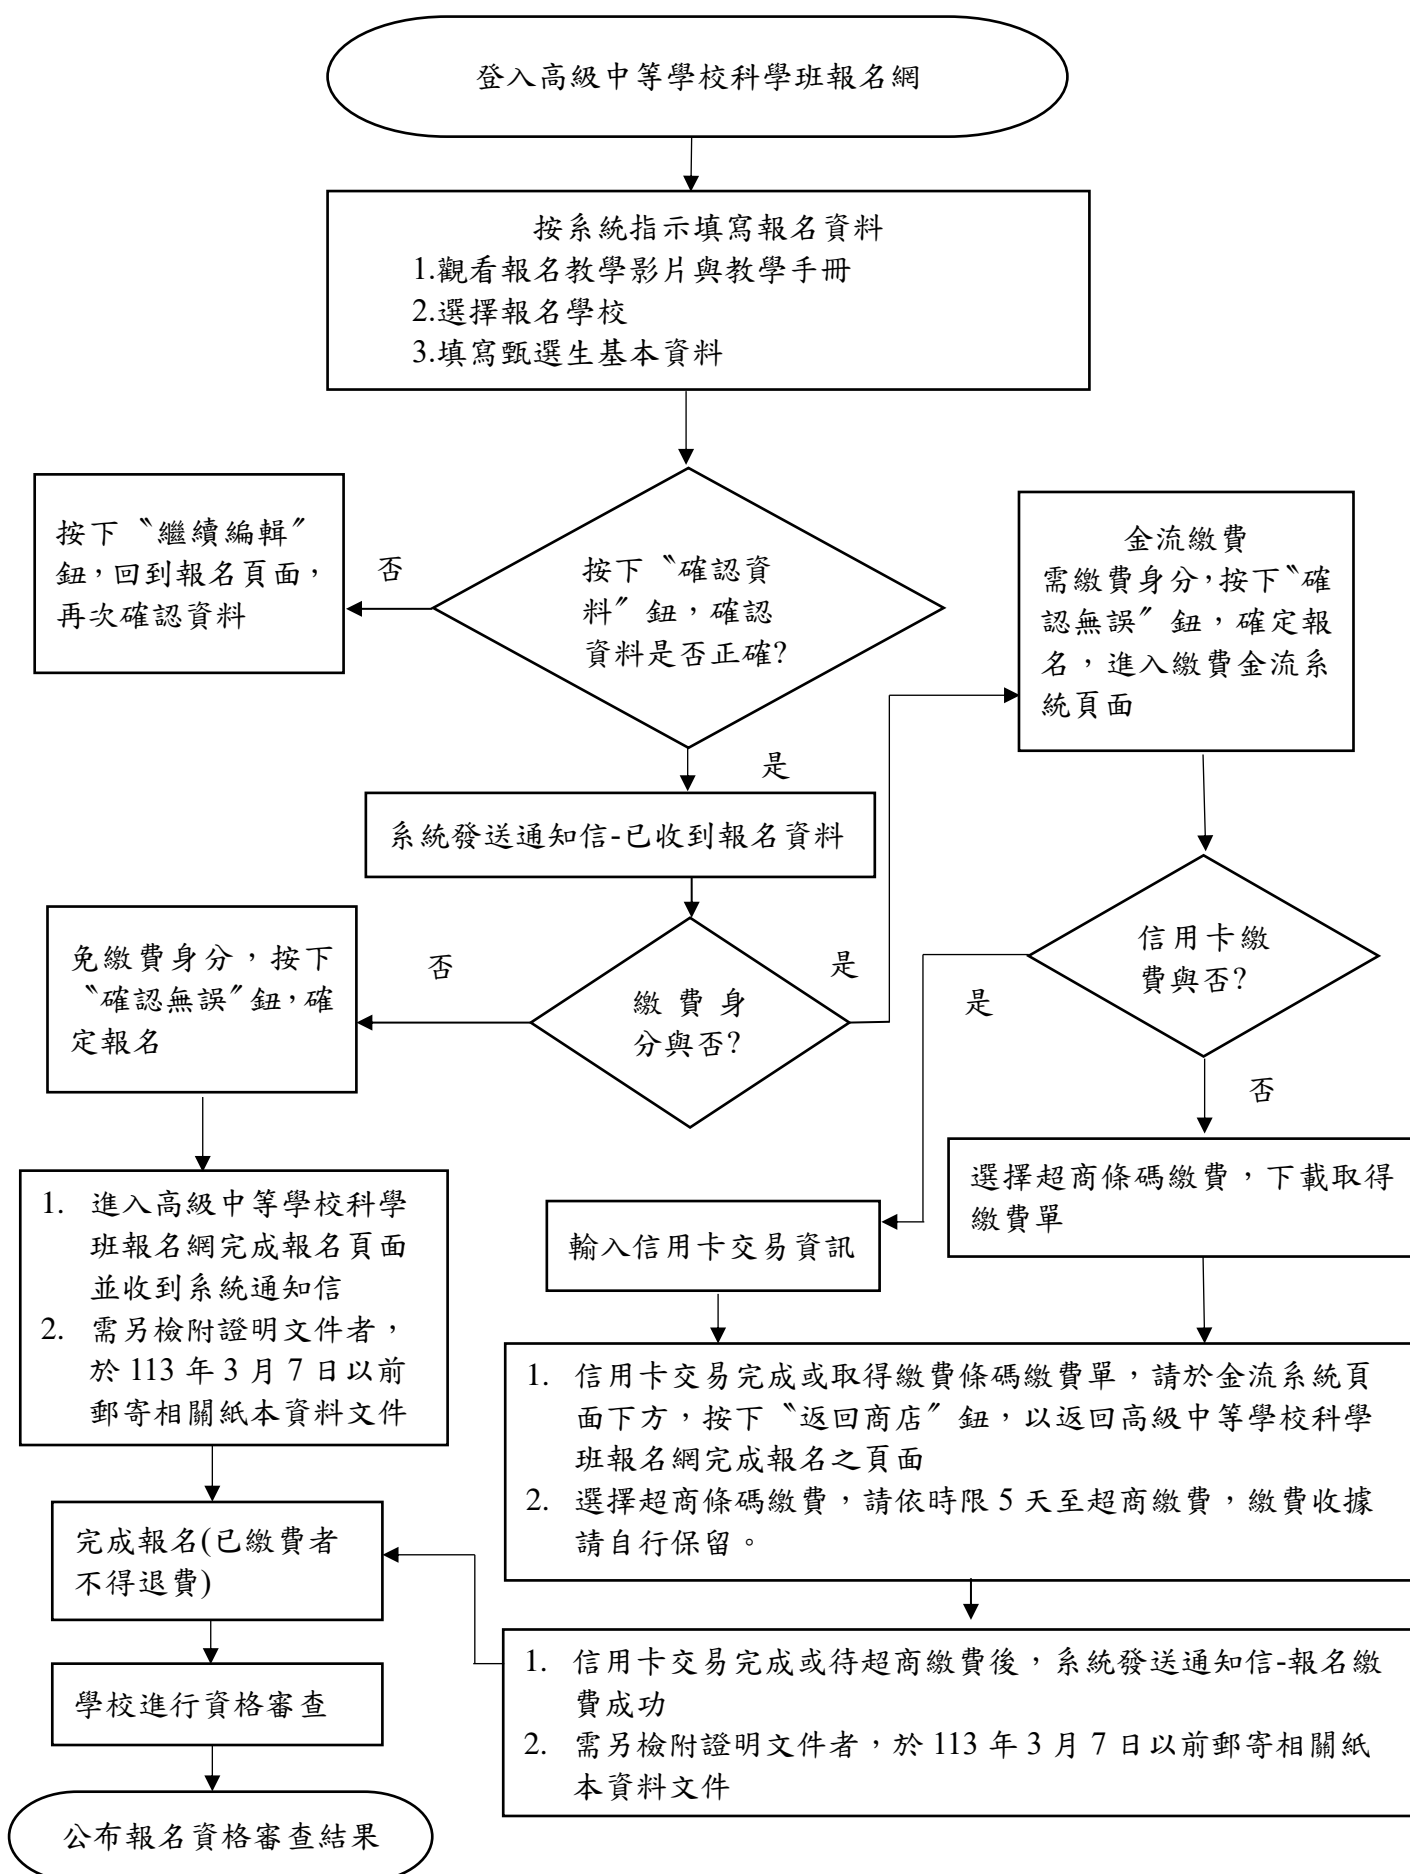 登入高級中等學校科學班報名網
按系統指示填寫報名資料
1.觀看報名教學影片與教學手冊
2.選擇報名學校
3.填寫甄選生基本資料
按下〝繼續編輯〞
鈕，回到報名頁面，
再次確認資料
否
按下〝確認資
料〞鈕，確認
資料是否正確?
是
金流繳費
需繳費身分，按下〝確
認無誤〞鈕，確定報
名，進入繳費金流系
統頁面
系統發送通知信-已收到報名資料
免繳費身分，按下
〝確認無誤〞鈕，確
定報名
否
繳費身
分與否?
是
信用卡繳
費與否?
是
否
選擇超商條碼繳費，下載取得
繳費單
輸入信用卡交易資訊
1. 進入高級中等學校科學
班報名網完成報名頁面
並收到系統通知信
2. 需另檢附證明文件者，
於 113 年 3 月 7 日以前
郵寄相關紙本資料文件
1. 信用卡交易完成或取得繳費條碼繳費單，請於金流系統頁
面下方，按下〝返回商店〞鈕，以返回高級中等學校科學
班報名網完成報名之頁面
2. 選擇超商條碼繳費，請依時限 5 天至超商繳費，繳費收據
請自行保留。
完成報名(已繳費者
不得退費)
1. 信用卡交易完成或待超商繳費後，系統發送通知信-報名繳
費成功
2. 需另檢附證明文件者，於 113 年 3 月 7 日以前郵寄相關紙
本資料文件
學校進行資格審查
公布報名資格審查結果